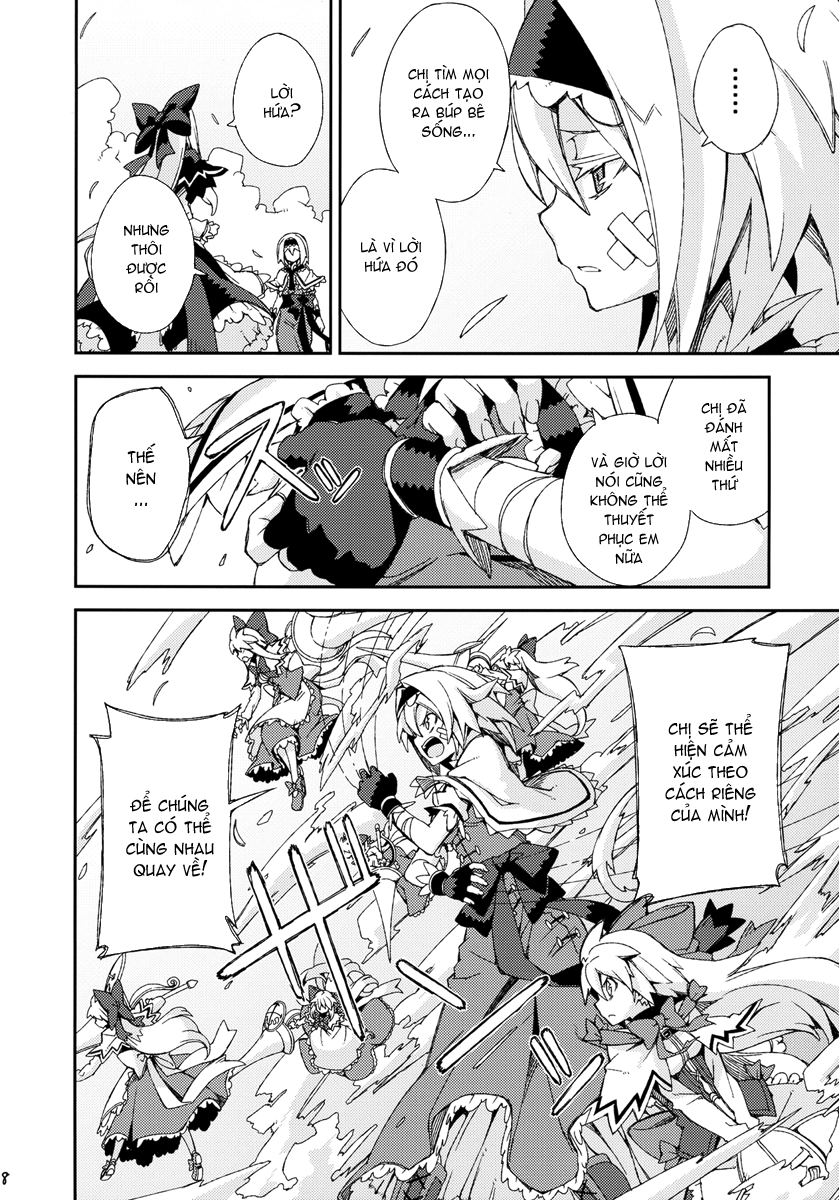 ......
CHỊ TÌM MỌI
CÁCH TẠO
RA BÚP BÊ
SỐNG...
LÀ VÌ LỜI
HỨA ĐÓ
LỜI
HỨA?
NHƯNG
THÔI
ĐƯỢC
RỒI
CHỊ ĐÃ
ĐÁNH
MẤT
NHIỀU
THỨ
VÀ GIỜ LỜI
NÓI CŨNG
KHÔNG THỂ
THUYẾT
PHỤC EM
NỮA
ズ
THẾ
NÊN
...
CHỊ SẼ THỂ
HIỆN CẢM
XÚC THEO
CÁCH RIÊNG
CỦA MÌNH!
ĐỂ CHÚNG
TA CÓ THỂ
CÙNG NHAU
QUAY VỀ!
ザッ
8